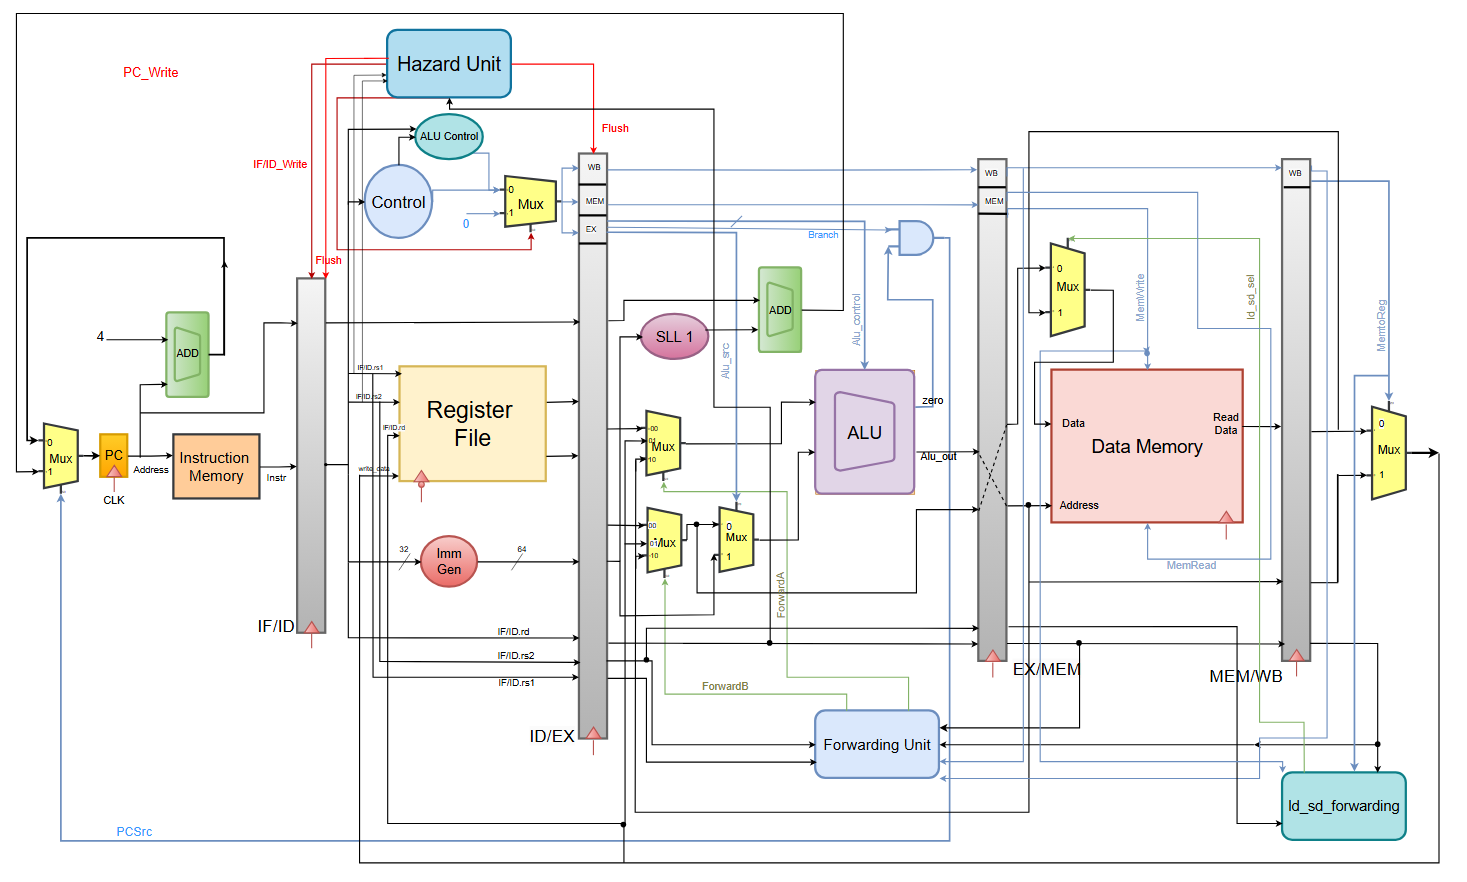 Hazard Unit
PC_Write
ALU Control
Flush
IF/ID_Write
WB
WB
WB
Control
0
Mux
1
0
MEM
MEM
EX
Branch
Flush
0
Mux
1
MemWrite
ld_sd_sel
MemtoReg
4
ADD
SLL 1
ADD
Alu_control
Alu_src
IF/ID.rs1
IF/ID.rs2
IF/ID.rd
write_data
Register
File
zero
ALU
Alu_out
00
01
10
Mux
Data
Read
Data
Data Memory
Address
0
Mux
1
0
Mux
1
PC
Address
CLK
Instruction
Memory
Instr
32
Imm
Gen
64
00
01
10
Mux
0
Mux
1
MemRead
ForwardA
IF/ID
IF/ID.rd
IF/ID.rs2
IF/ID.rs1
ForwardB
EX/MEM
MEM/WB
ID/EX
Forwarding Unit
ld_sd_forwarding
PCSrc